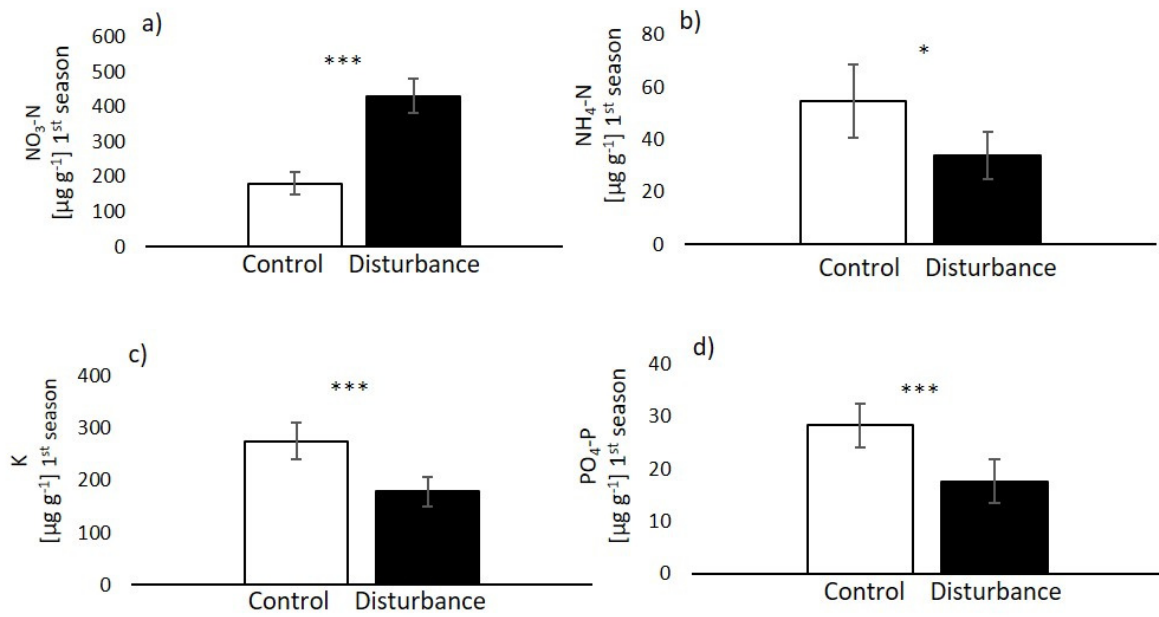 a)
NO₃-N
[µg g⁻¹] 1ˢᵗ season
600
500
400
300
200
100
0
***
Control Disturbance
b)
NH₄-N
[µg g⁻¹] 1ˢᵗ season
80
60
40
20
0
*
Control Disturbance
c)
K
[µg g⁻¹] 1ˢᵗ season
400
300
200
100
0
***
Control Disturbance
d)
PO₄-P
[µg g⁻¹] 1ˢᵗ season
40
30
20
10
0
***
Control Disturbance